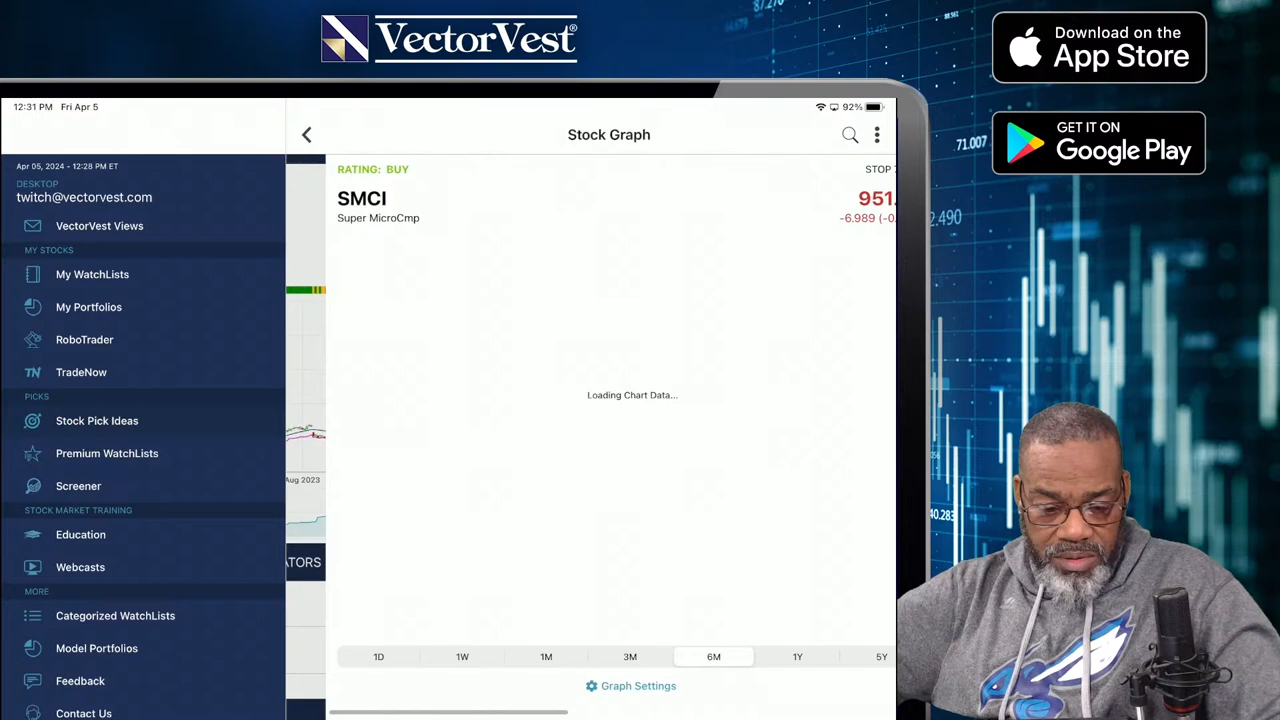 VectorVest®
Download on the
App Store
GET IT ON
Google Play
12:31 PM Fri Apr 5
92%
Stock Graph
Apr 05, 2024 - 12:28 PM ET
DESKTOP
twitch@vectorvest.com
VectorVest Views
MY STOCKS
My WatchLists
My Portfolios
RoboTrader
TN TradeNow
PICKS
Stock Pick Ideas
Premium WatchLists
Screener
STOCK MARKET TRAINING
Education
Webcasts
MORE
Categorized WatchLists
Model Portfolios
Feedback
Contact Us
Aug 2023
ATORS
RATING: BUY
STOP
SMCI
951.
Super MicroCmp
-6.989 (-0.
Loading Chart Data...
1D 1W 1M 3M 6M 1Y 5Y
Graph Settings
87.270
71.007
2.490
40.283